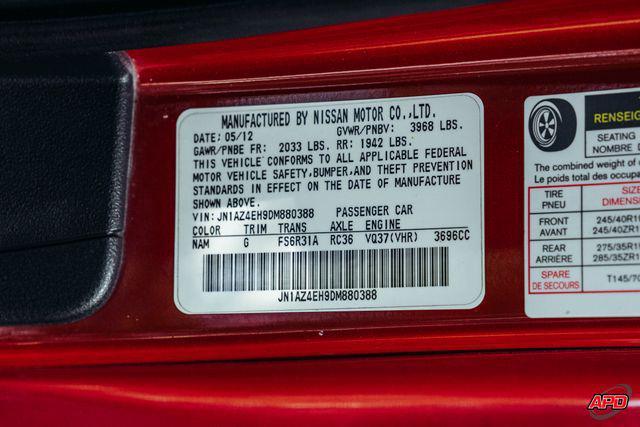 MANUFACTURED BY NISSAN MOTOR CO.,LTD.
DATE: 05/12 GVWR/PNBV: 3968 LBS.
GAWR/PNBE FR: 2033 LBS. RR: 1942 LBS.
THIS VEHICLE CONFORMS TO ALL APPLICABLE FEDERAL
MOTOR VEHICLE SAFETY,BUMPER,AND THEFT PREVENTION
STANDARDS IN EFFECT ON THE DATE OF MANUFACTURE
SHOWN ABOVE.
VIN: JN1AZ4EH9DM880388 PASSENGER CAR
COLOR TRIM TRANS AXLE ENGINE
NAM G FS6R31A RC36 VQ37(VHR) 3696CC
JN1AZ4EH9DM880388
RENSEIG
SEATING
NOMBRE D
The combined weight of
Le poids total des occupa
TIRE SIZE
PNEU DIMENSI
FRONT 245/40R1
AVANT 245/40ZR1
REAR 275/35R1
ARRIÈRE 285/35ZR1
SPARE T145/70
DE SECOURS
APD